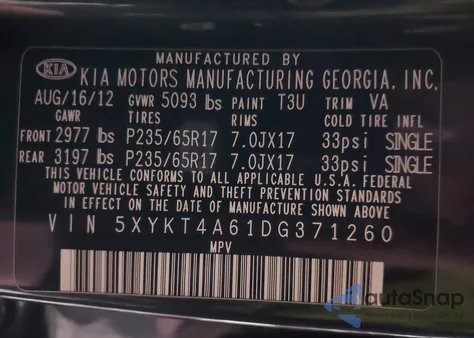 MANUFACTURED BY
KIA KIA MOTORS MANUFACTURING GEORGIA, INC.
AUG/16/12 GVWR 5093 lbs PAINT T3U TRIM VA
GAWR TIRES RIMS COLD TIRE INFL
FRONT 2977 lbs P235/65R17 7.0JX17 33psi SINGLE
REAR 3197 lbs P235/65R17 7.0JX17 33psi SINGLE
THIS VEHICLE CONFORMS TO ALL APPLICABLE U.S.A. FEDERAL
MOTOR VEHICLE SAFETY AND THEFT PREVENTION STANDARDS
IN EFFECT ON THE DATE OF MANUFACTURE SHOWN ABOVE
VIN 5XYKT4A61DG371260
MPV
autaSnap